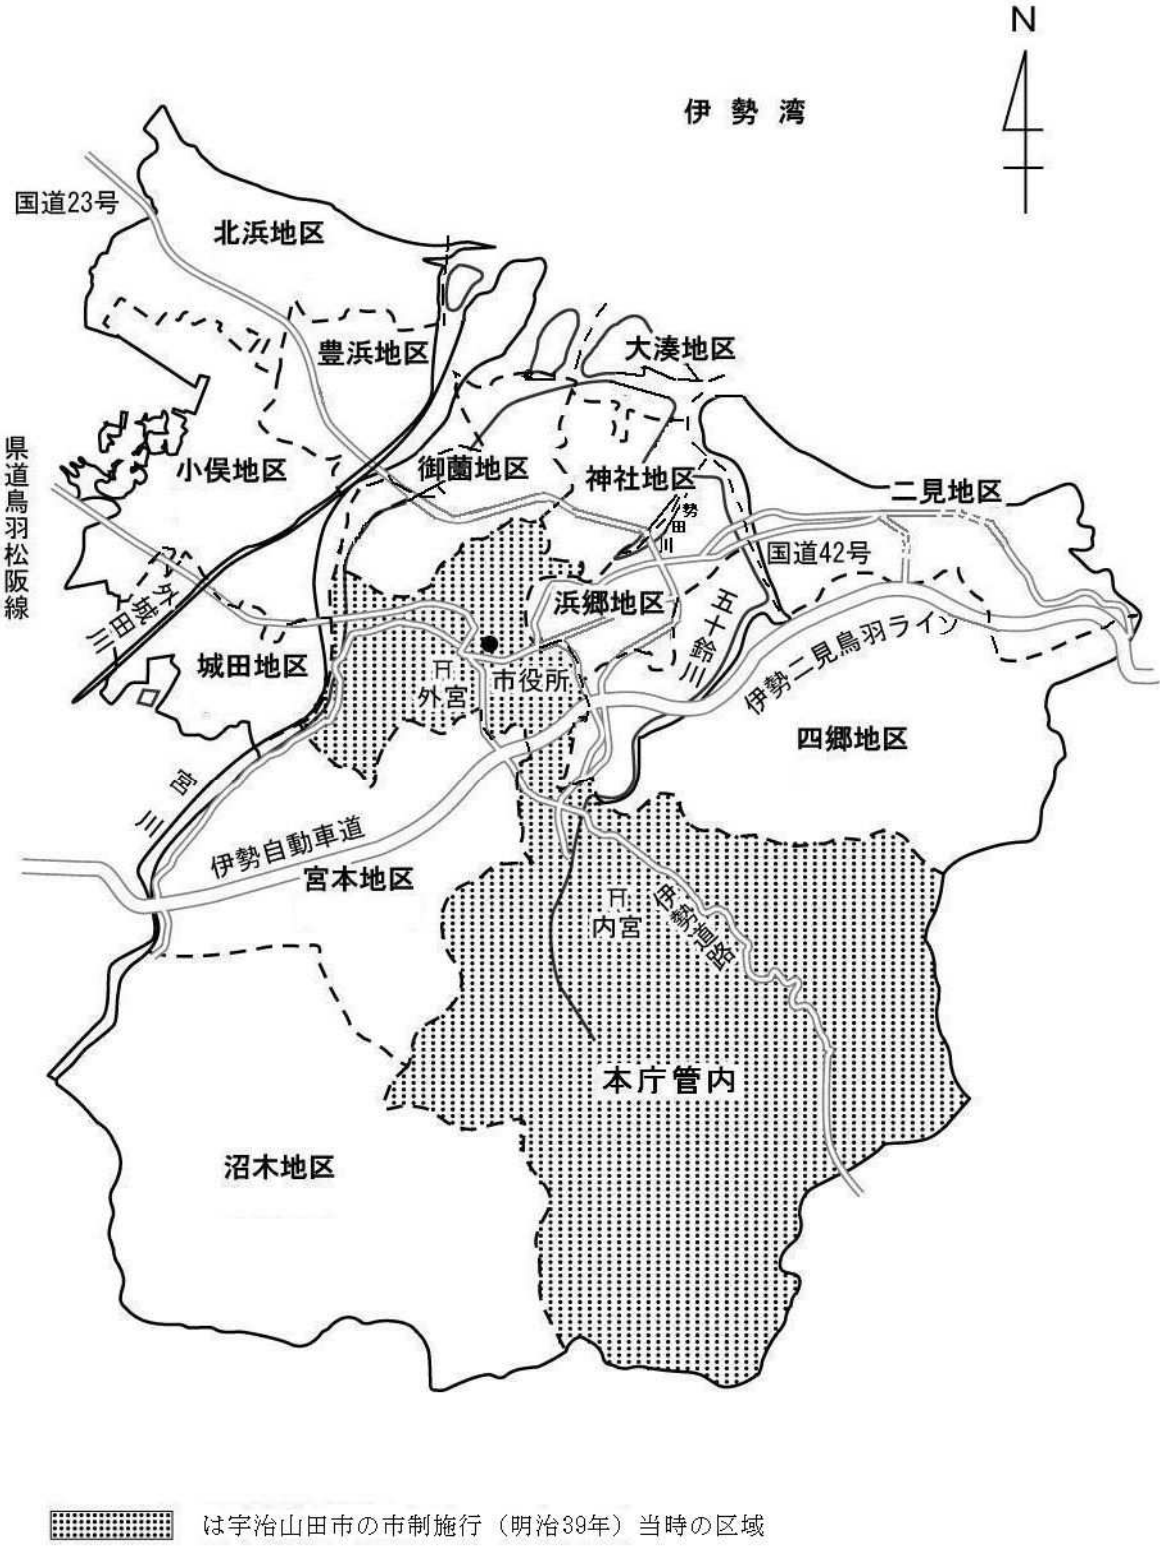 N
伊勢湾
国道23号
北浜地区
豊浜地区
大湊地区
県道鳥羽松阪線
小俣地区
御薗地区
神社地区
二見地区
勢田川
国道42号
外城田川
浜郷地区
五十鈴川
城田地区
外宮
市役所
伊勢二見鳥羽ライン
四郷地区
宮川
伊勢自動車道
宮本地区
内宮
伊勢道路
本庁管内
沼木地区
は宇治山田市の市制施行（明治39年）当時の区域